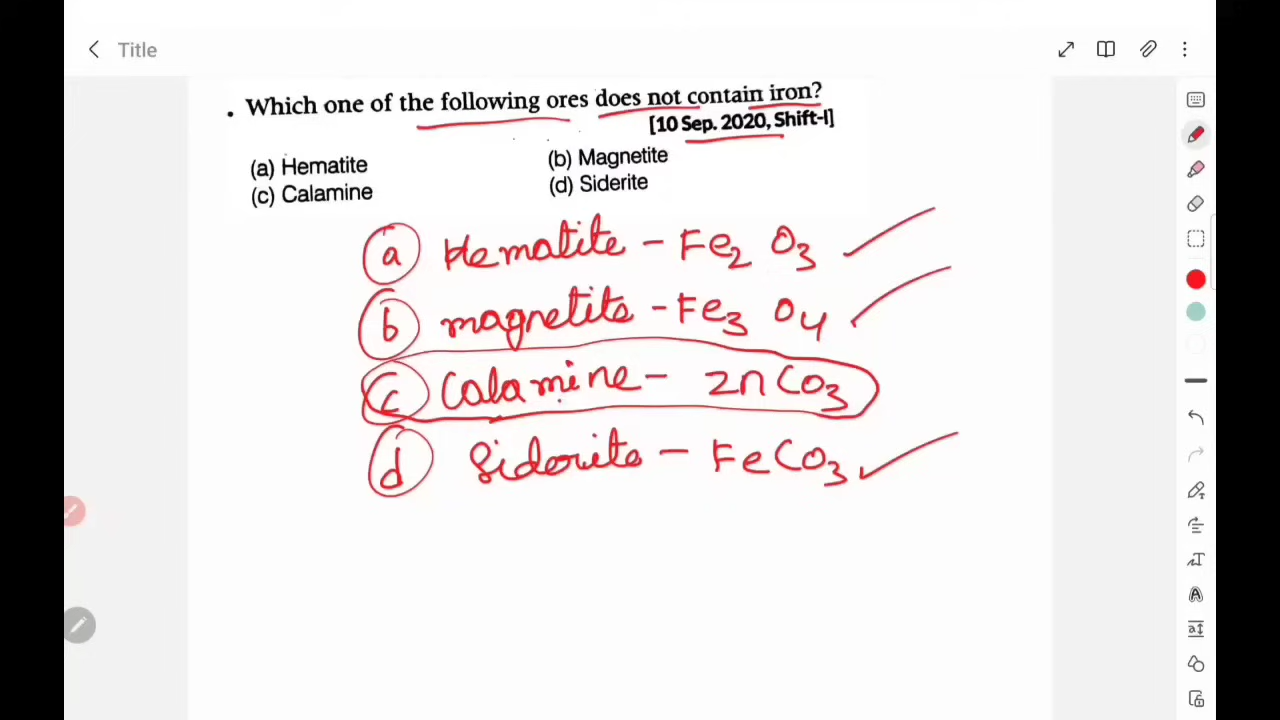 Title
. Which one of the following ores does not contain iron?
[10 Sep. 2020, Shift-I]
(a) Hematite (b) Magnetite
(c) Calamine (d) Siderite
a Hematite - Fe2 O3
b magnetite - Fe3 O4
c Calamine - ZnCO3
d Siderite - FeCO3